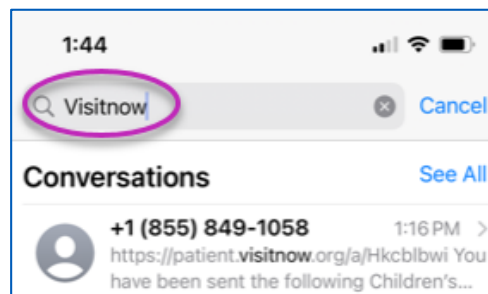 1:44
Visitnow
Cancel
Conversations
See All
+1 (855) 849-1058
1:16 PM
https://patient.visitnow.org/a/Hkcblbwi You
have been sent the following Children's...